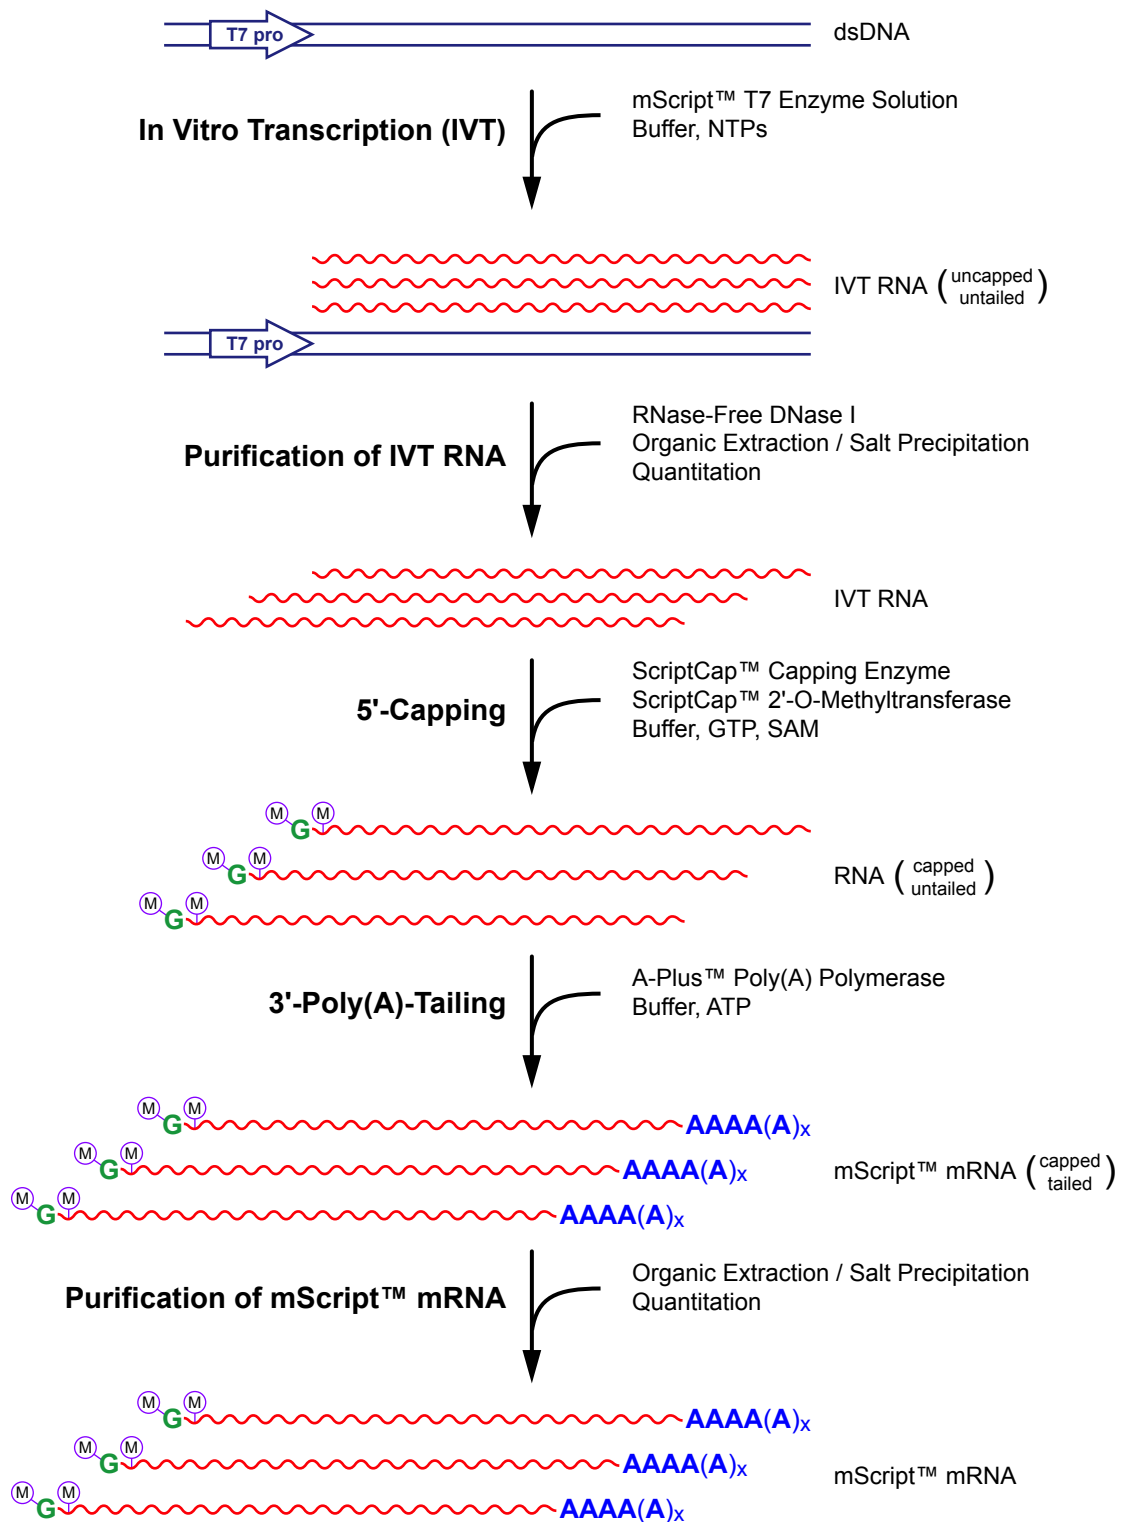 T7 pro
dsDNA
In Vitro Transcription (IVT)
mScript™ T7 Enzyme Solution
Buffer, NTPs
IVT RNA (uncapped
untailed)
T7 pro
Purification of IVT RNA
RNase-Free DNase I
Organic Extraction / Salt Precipitation
Quantitation
IVT RNA
5'-Capping
ScriptCap™ Capping Enzyme
ScriptCap™ 2'-O-Methyltransferase
Buffer, GTP, SAM
M G M
M G M
M G M
RNA (capped
untailed)
3'-Poly(A)-Tailing
A-Plus™ Poly(A) Polymerase
Buffer, ATP
M G M AAAA(A)x
M G M AAAA(A)x
M G M AAAA(A)x
mScript™ mRNA (capped
tailed)
Purification of mScript™ mRNA
Organic Extraction / Salt Precipitation
Quantitation
M G M AAAA(A)x
M G M AAAA(A)x
M G M AAAA(A)x
mScript™ mRNA